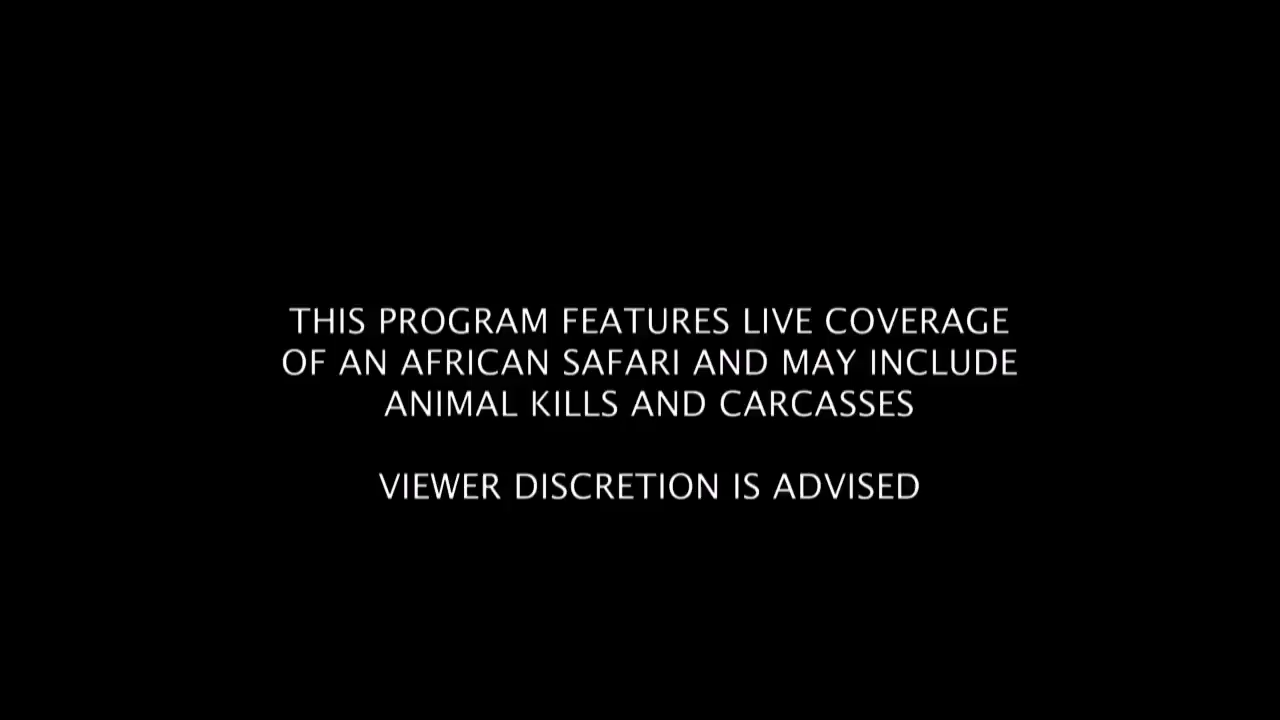 THIS PROGRAM FEATURES LIVE COVERAGE
OF AN AFRICAN SAFARI AND MAY INCLUDE
ANIMAL KILLS AND CARCASSES
VIEWER DISCRETION IS ADVISED